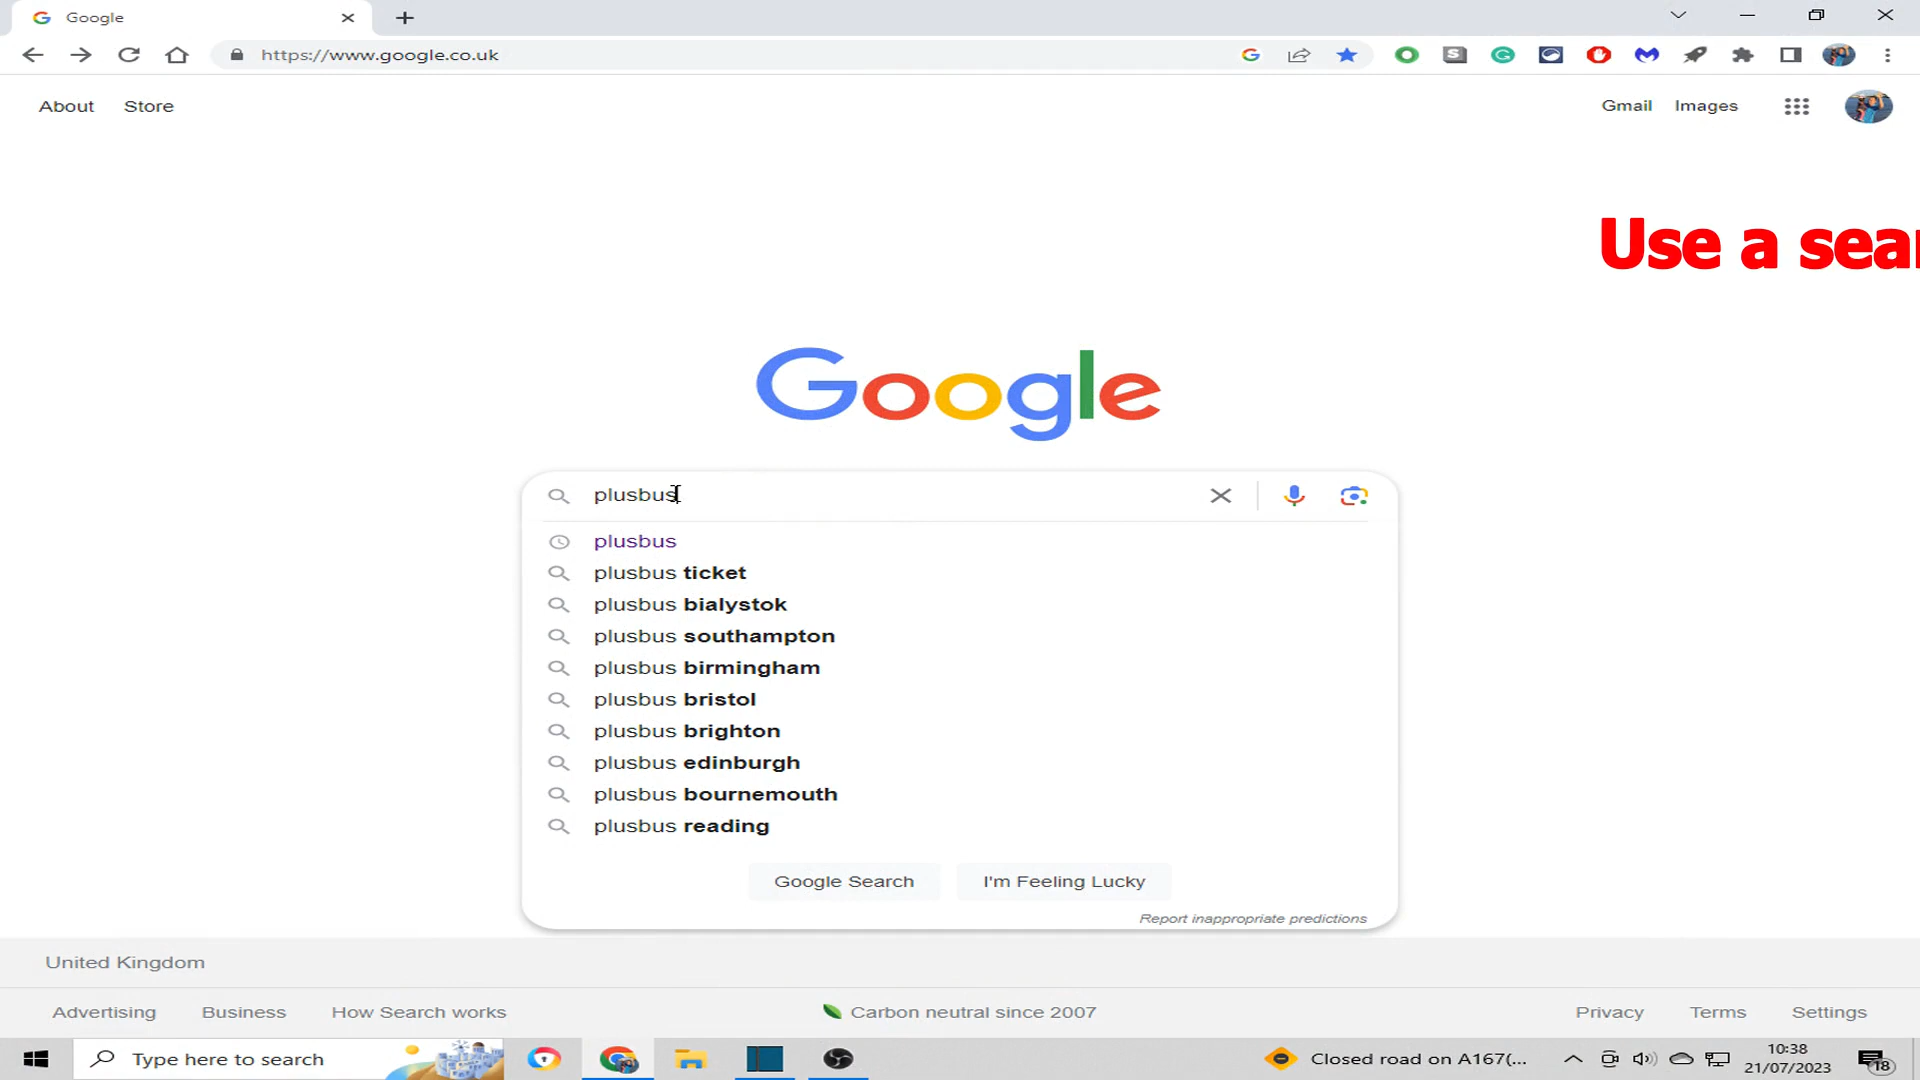 Google
https://www.google.co.uk
About Store
Gmail Images
Use a sear
Google
plusbus
plusbus
plusbus ticket
plusbus bialystok
plusbus southampton
plusbus birmingham
plusbus bristol
plusbus brighton
plusbus edinburgh
plusbus bournemouth
plusbus reading
Google Search I'm Feeling Lucky
Report inappropriate predictions
United Kingdom
Advertising Business How Search works Carbon neutral since 2007 Privacy Terms Settings
Type here to search
Closed road on A167(...
10:38
21/07/2023
18